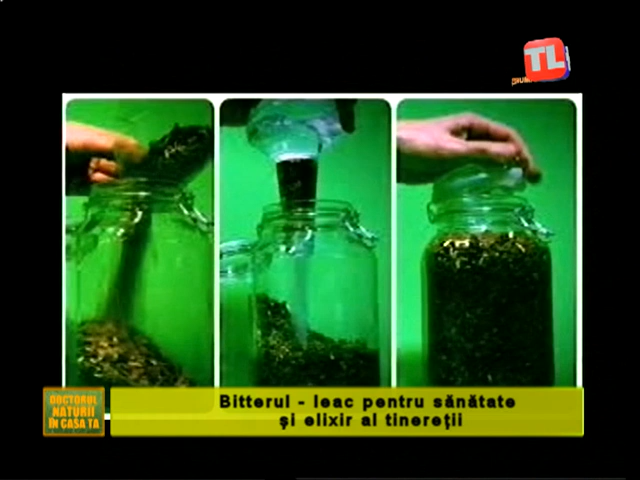 TL
DOCTORUL
NATURII
ÎN CASA TA
Bitterul - leac pentru sănătate
și elixir al tinereții